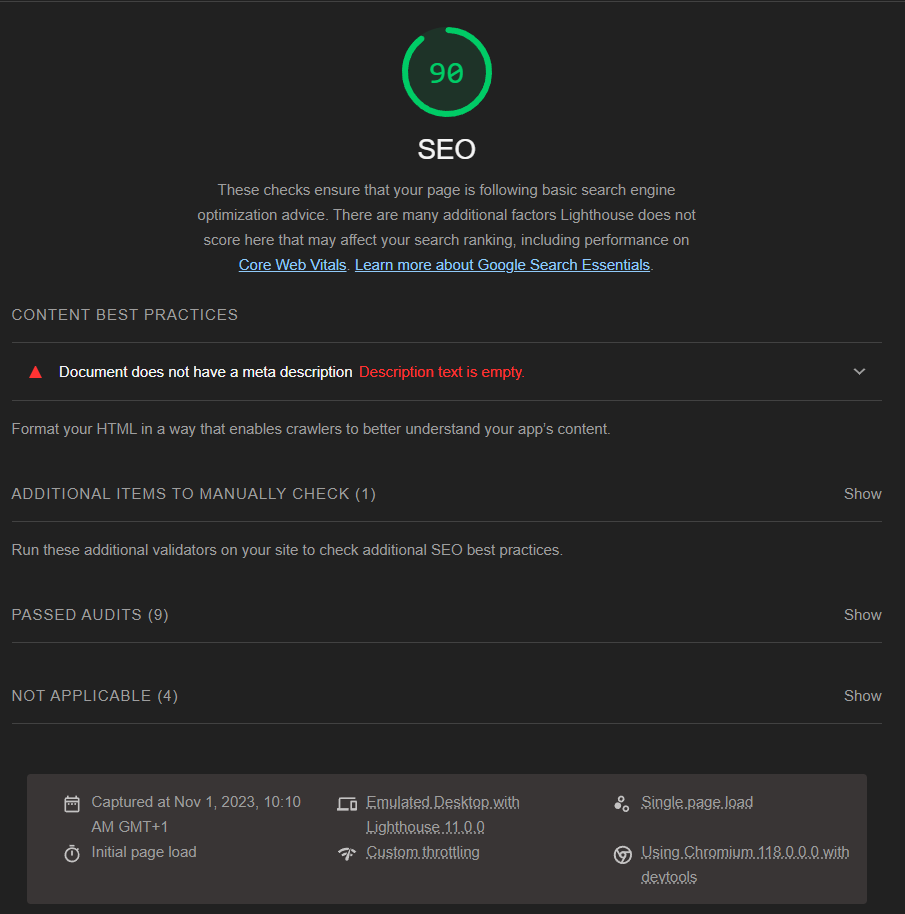 90
SEO
These checks ensure that your page is following basic search engine
optimization advice. There are many additional factors Lighthouse does not
score here that may affect your search ranking, including performance on
Core Web Vitals. Learn more about Google Search Essentials.
CONTENT BEST PRACTICES
Document does not have a meta description Description text is empty.
Format your HTML in a way that enables crawlers to better understand your app's content.
ADDITIONAL ITEMS TO MANUALLY CHECK (1) Show
Run these additional validators on your site to check additional SEO best practices.
PASSED AUDITS (9) Show
NOT APPLICABLE (4) Show
Captured at Nov 1, 2023, 10:10
AM GMT+1
Emulated Desktop with
Lighthouse 11.0.0
Single page load
Initial page load
Custom throttling
Using Chromium 118.0.0.0 with
devtools